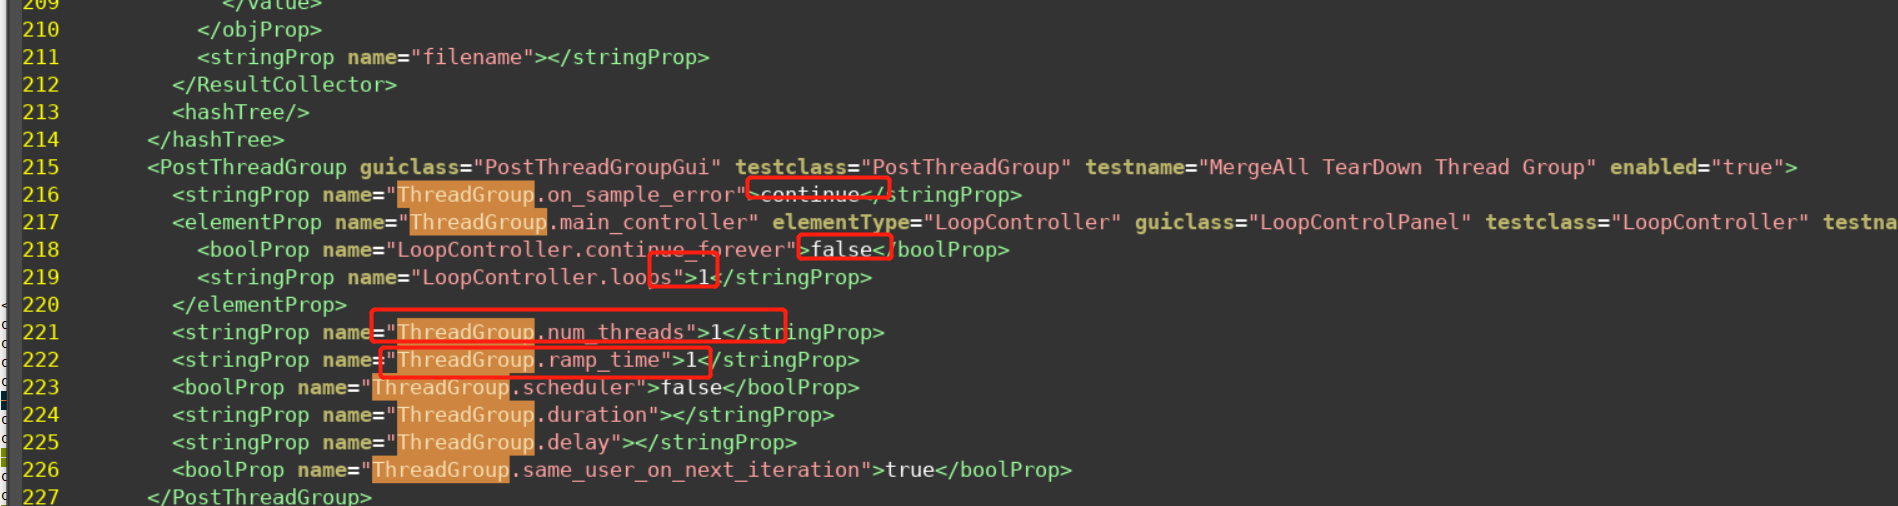 209 </value>
210 </objProp>
211 <stringProp name="filename"></stringProp>
212 </ResultCollector>
213 <hashTree/>
214 </hashTree>
215 <PostThreadGroup guiclass="PostThreadGroupGui" testclass="PostThreadGroup" testname="MergeAll TearDown Thread Group" enabled="true">
216 <stringProp name="ThreadGroup.on_sample_error">continue</stringProp>
217 <elementProp name="ThreadGroup.main_controller" elementType="LoopController" guiclass="LoopControlPanel" testclass="LoopController" testna
218 <boolProp name="LoopController.continue_forever">false</boolProp>
219 <stringProp name="LoopController.loops">1</stringProp>
220 </elementProp>
221 <stringProp name="ThreadGroup.num_threads">1</stringProp>
222 <stringProp name="ThreadGroup.ramp_time">1</stringProp>
223 <boolProp name="ThreadGroup.scheduler">false</boolProp>
224 <stringProp name="ThreadGroup.duration"></stringProp>
225 <stringProp name="ThreadGroup.delay"></stringProp>
226 <boolProp name="ThreadGroup.same_user_on_next_iteration">true</boolProp>
227 </PostThreadGroup>